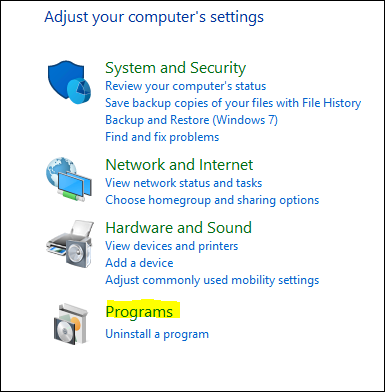 Adjust your computer's settings
System and Security
Review your computer's status
Save backup copies of your files with File History
Backup and Restore (Windows 7)
Find and fix problems
Network and Internet
View network status and tasks
Choose homegroup and sharing options
Hardware and Sound
View devices and printers
Add a device
Adjust commonly used mobility settings
Programs
Uninstall a program